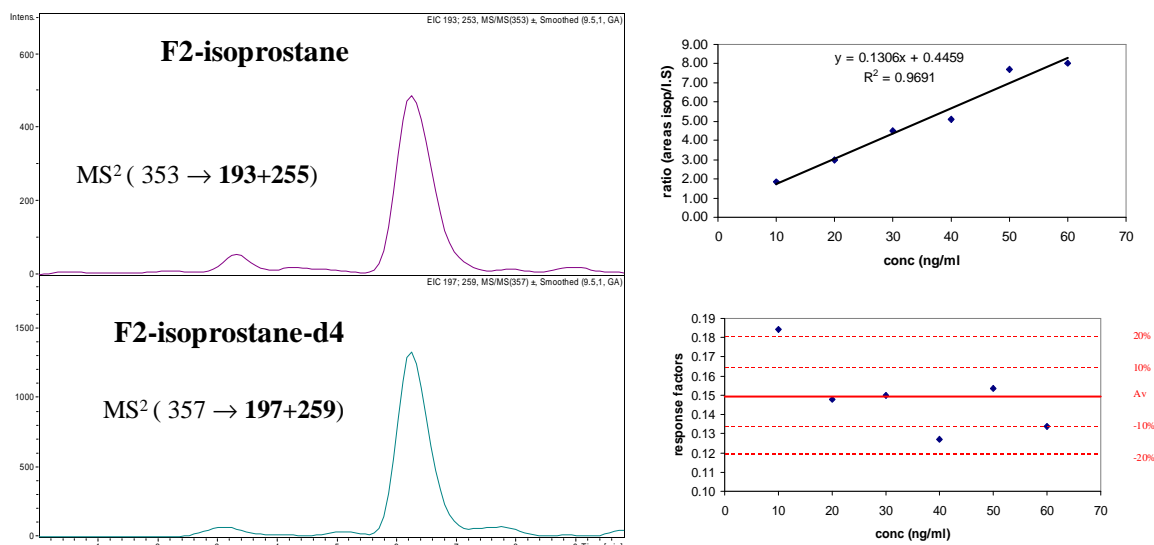 Intens.
EIC 193; 253, MS/MS(353) ±, Smoothed (9.5,1, GA)
F2-isoprostane
600
400
MS² ( 353 → 193+255)
200
0
EIC 197; 259, MS/MS(357) ±, Smoothed (9.5,1, GA)
1500
F2-isoprostane-d4
1000
MS² ( 357 → 197+259)
500
0
ratio (areas isop/I.S)
9.00
8.00
7.00
6.00
5.00
4.00
3.00
2.00
1.00
0.00
y = 0.1306x + 0.4459
R² = 0.9691
0 10 20 30 40 50 60 70
conc (ng/ml
response factors
0.19
0.18
0.17
0.16
0.15
0.14
0.13
0.12
0.11
0.10
20%
10%
Av
-10%
-20%
0 10 20 30 40 50 60 70
conc (ng/ml